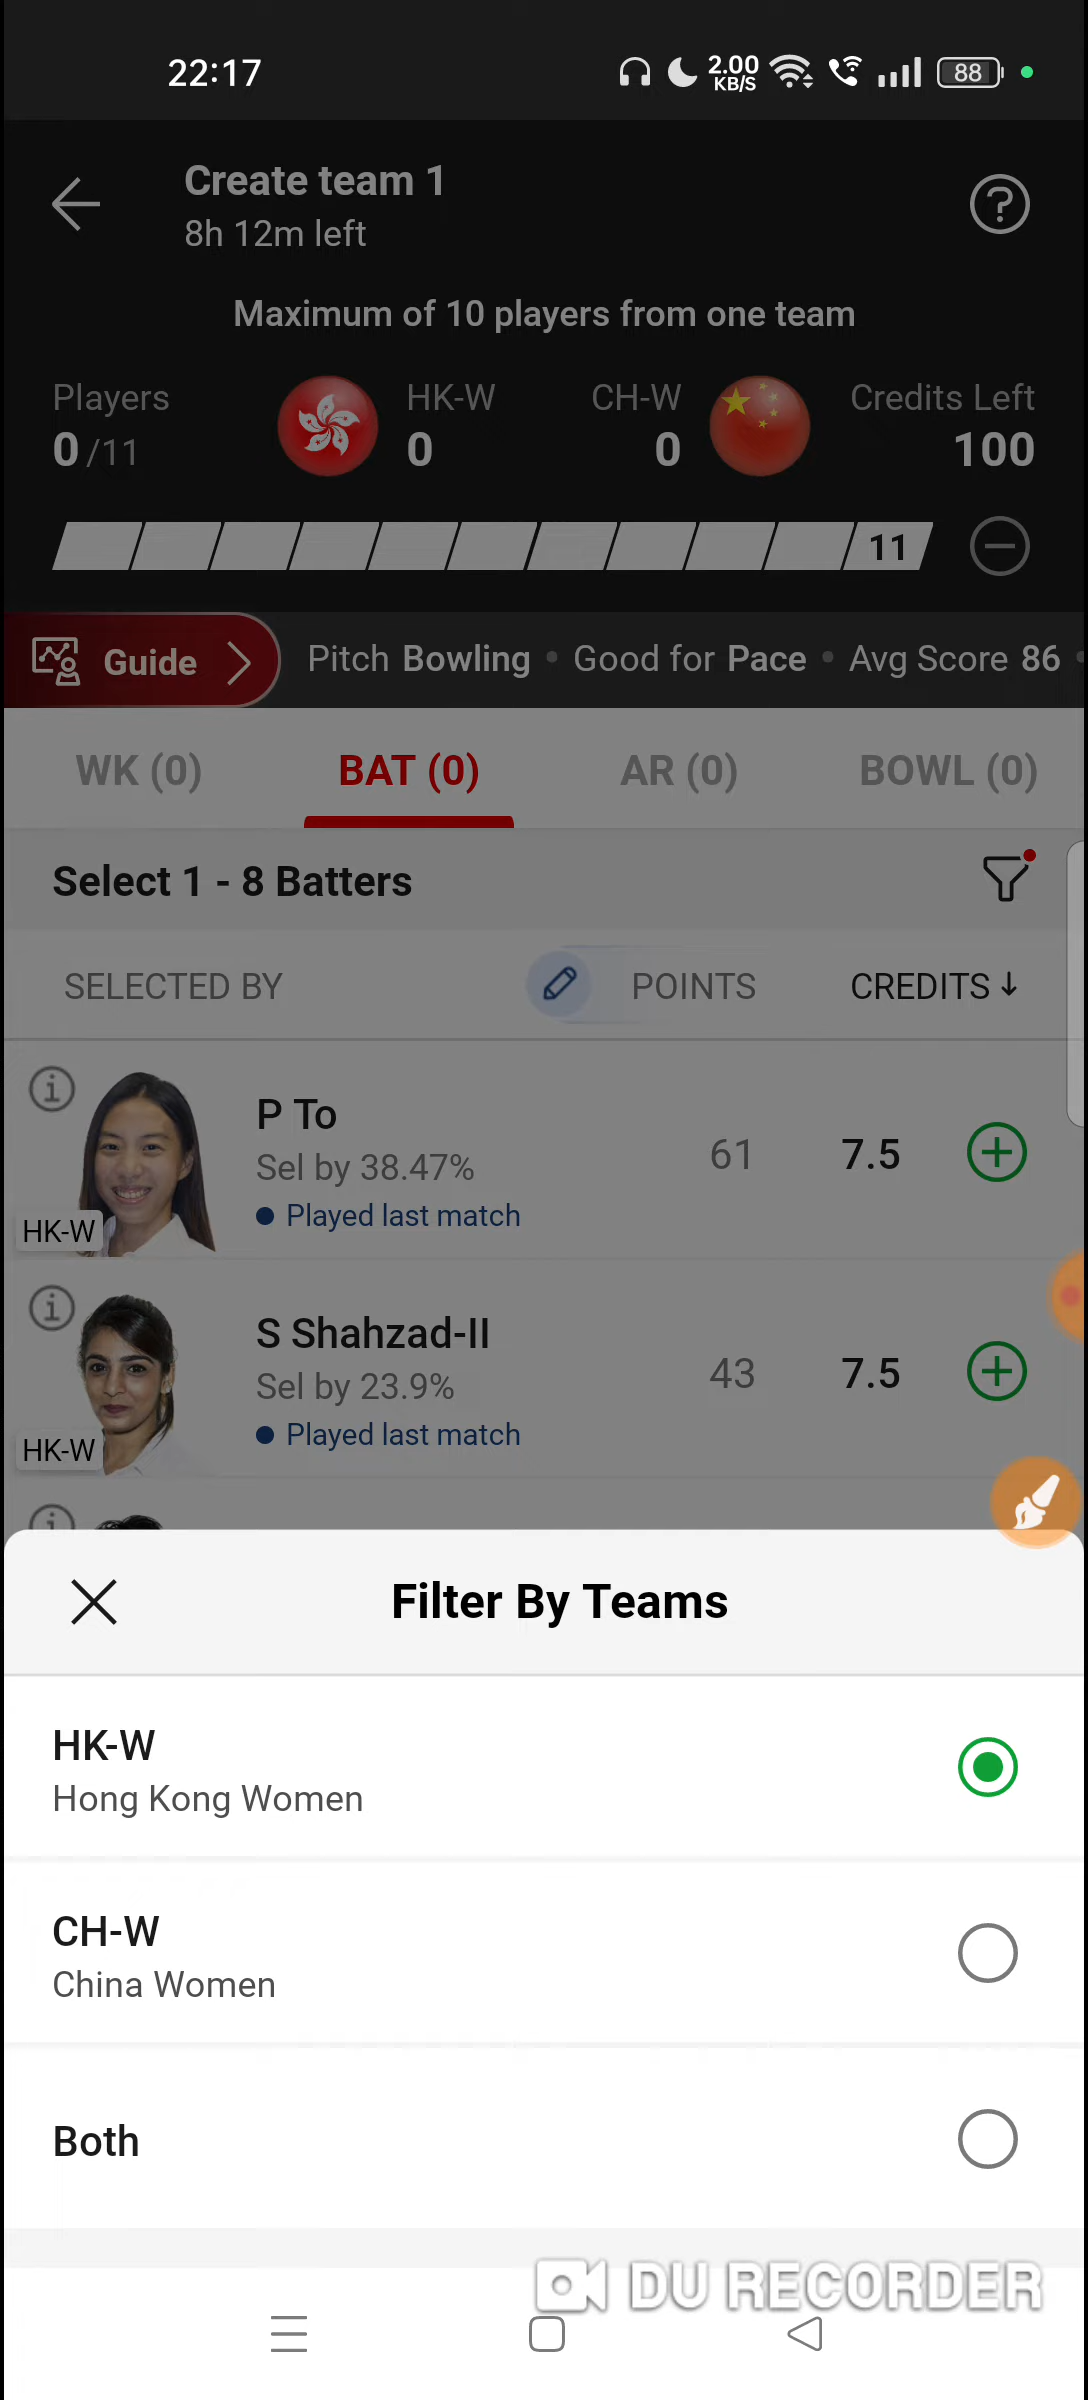 22:17
2.00
KB/S
88
Create team 1
8h 12m left
Maximum of 10 players from one team
Players
HK-W
CH-W
Credits Left
0/11
0
0
100
11
Guide
Pitch Bowling • Good for Pace • Avg Score 86
WK (0)
BAT (0)
AR (0)
BOWL (0)
Select 1 - 8 Batters
SELECTED BY
POINTS
CREDITS ↓
P To
Sel by 38.47%
61
7.5
Played last match
HK-W
S Shahzad-II
Sel by 23.9%
43
7.5
Played last match
HK-W
Filter By Teams
HK-W
Hong Kong Women
CH-W
China Women
Both
DU RECORDER